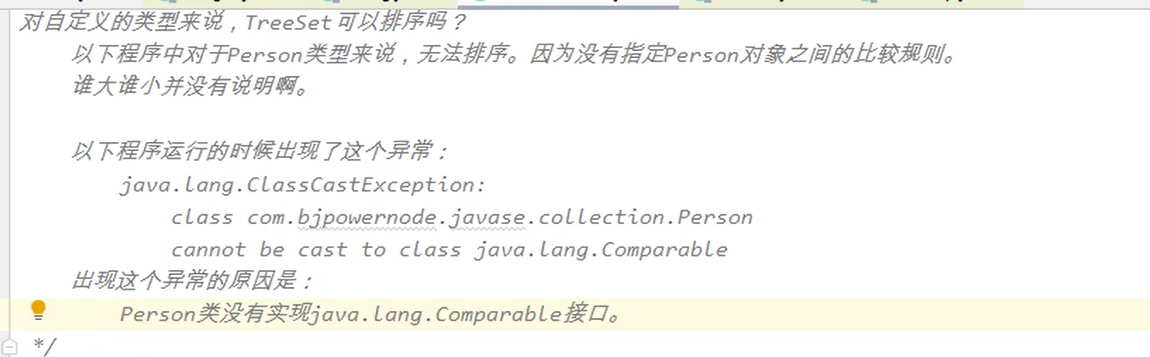 对自定义的类型来说，TreeSet可以排序吗？
以下程序中对于Person类型来说，无法排序。因为没有指定Person对象之间的比较规则。
谁大谁小并没有说明啊。
以下程序运行的时候出现了这个异常：
java.lang.ClassCastException:
class com.bjpowernode.javase.collection.Person
cannot be cast to class java.lang.Comparable
出现这个异常的原因是：
Person类没有实现java.lang.Comparable接口。
*/